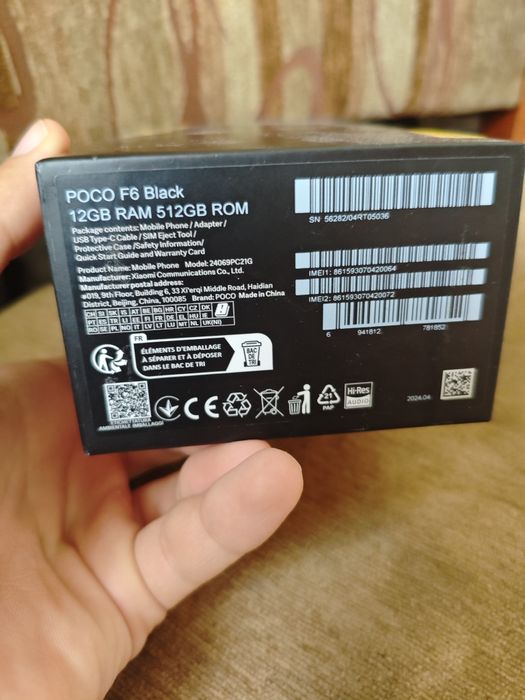 POCO F6 Black
12GB RAM 512GB ROM
Package contents: Mobile Phone / Adapter /
USB Type-C Cable / SIM Eject Tool /
Protective Case /Safety Information/
Quick Start Guide and Warranty Card
Product Name: Mobile Phone Model: 24069PC21G
Manufacturer: Xiaomi Communications Co., Ltd.
Manufacturer postal address:
#019, 9th Floor, Building 6, 33 Xi'erqi Middle Road, Haidian
District, Beijing, China, 100085 Brand: POCO Made in China
SN: 56282/04RT05036
IMEI1: 861593070420064
IMEI2: 861593070420072
6 941812 781852
FR
ÉLÉMENTS D'EMBALLAGE
À SÉPARER ET À DÉPOSER
DANS LE BAC DE TRI
BAC
DE
TRI
ETICHETTATURA
AMBIENTALE IMBALLAGGI
CE
21
PAP
Hi-Res
AUDIO
2024.04